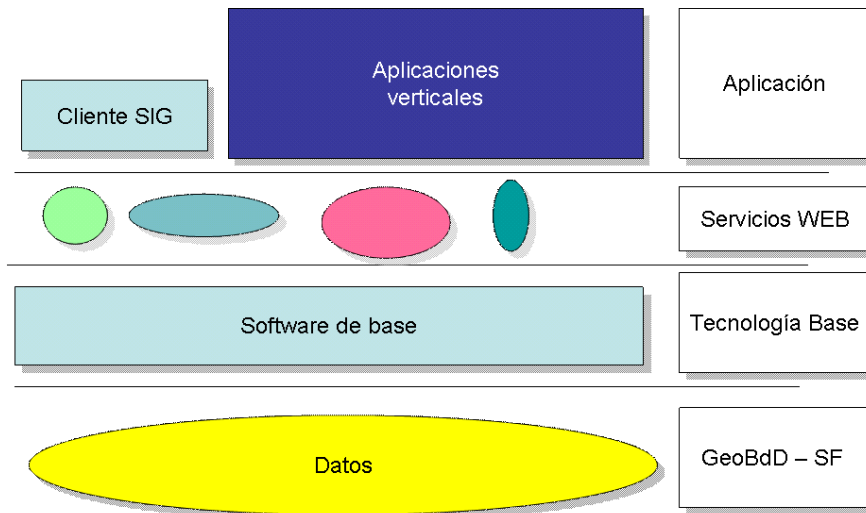 Cliente SIG
Aplicaciones
verticales
Aplicación
Servicios WEB
Software de base
Tecnología Base
Datos
GeoBdD – SF